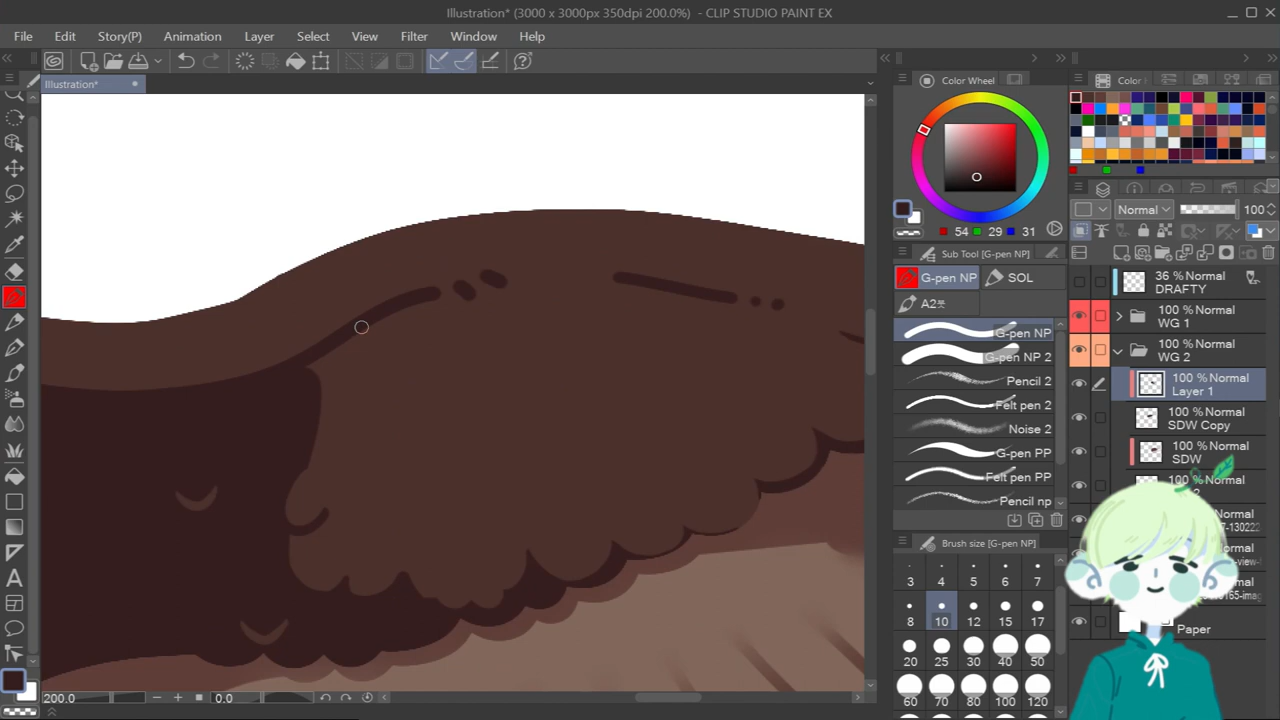 Illustration* (3000 x 3000px 350dpi 200.0%) - CLIP STUDIO PAINT EX
File Edit Story(P) Animation Layer Select View Filter Window Help
Illustration*
Color Wheel
Color
54 29 31
Normal 100
Sub Tool [G-pen NP]
G-pen NP SOL
A2
G-pen NP
G-pen NP 2
Pencil 2
Felt pen 2
Noise 2
G-pen PP
Felt pen PP
Pencil np
Brush size [G-pen NP]
3 4 5 6 7
8 10 12 15 17
20 25 30 40 50
60 70 80 100 120
36 % Normal
DRAFTY
100 % Normal
WG 1
100 % Normal
WG 2
100 % Normal
Layer 1
100 % Normal
SDW Copy
100 % Normal
SDW
100 % Normal
Paper
200.0 0.0